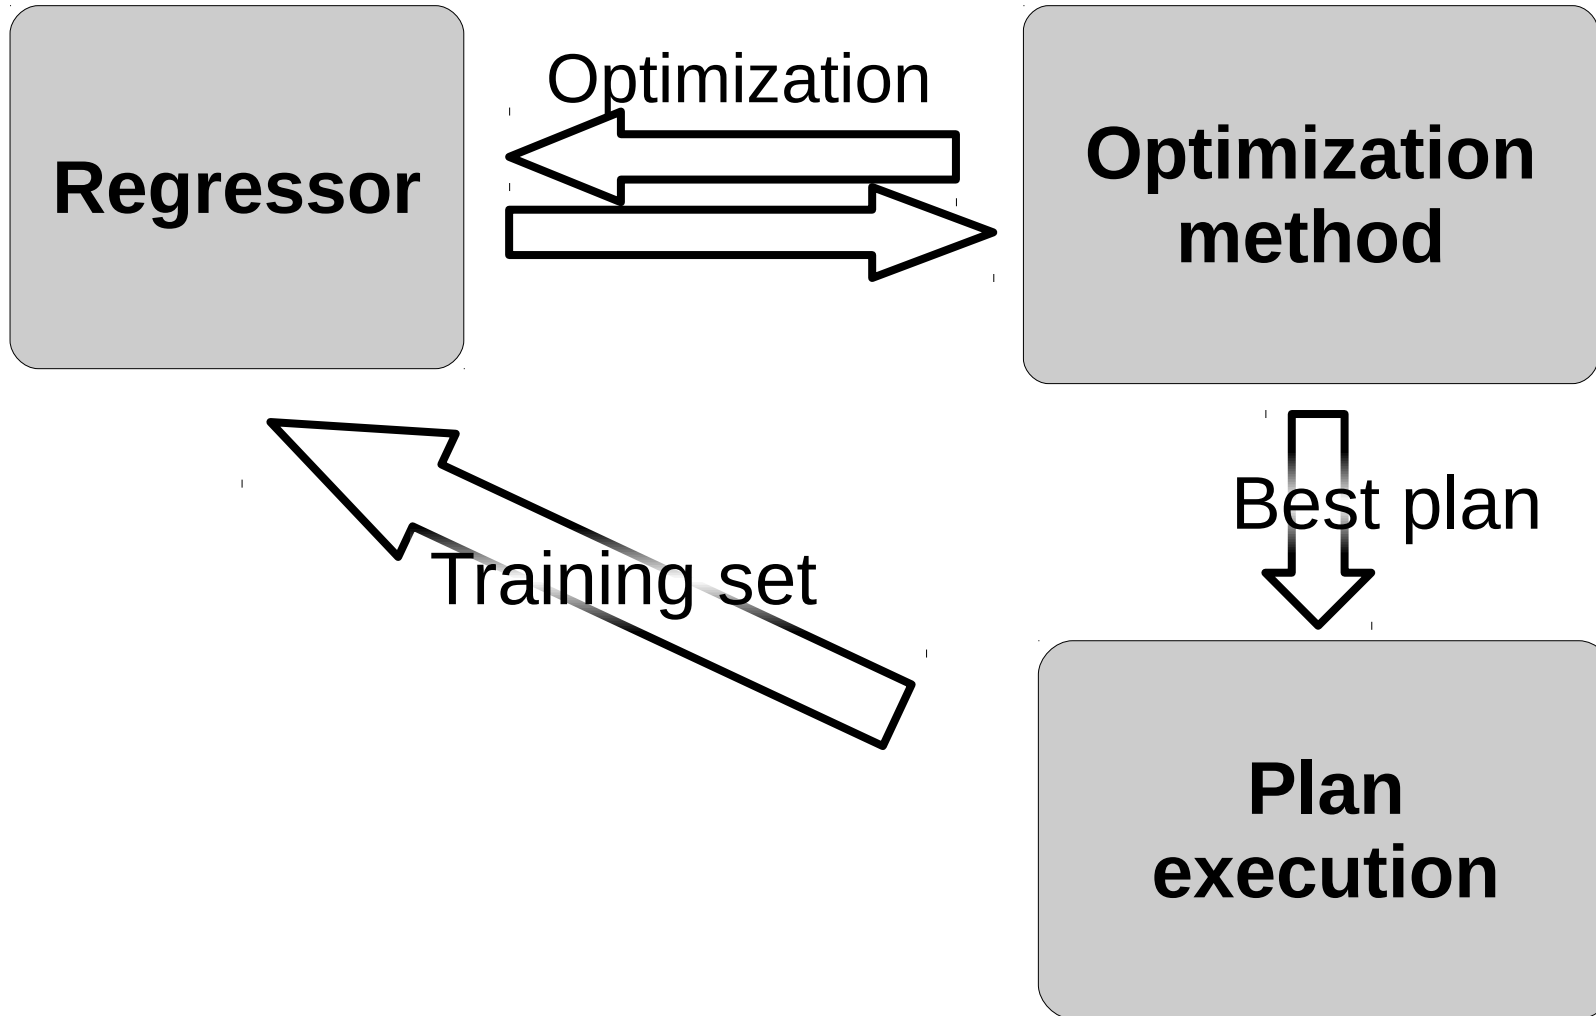 Optimization
Regressor
Optimization
method
Best plan
Training set
Plan
execution